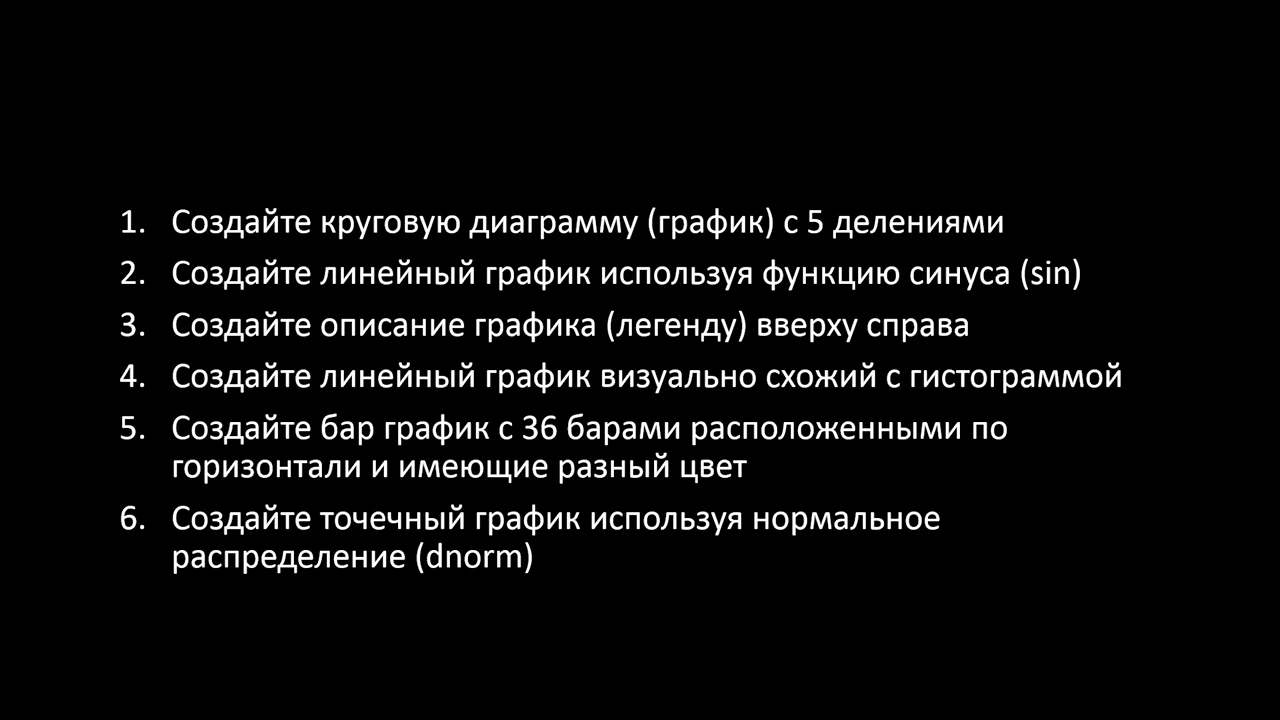 1. Создайте круговую диаграмму (график) с 5 делениями
2. Создайте линейный график используя функцию синуса (sin)
3. Создайте описание графика (легенду) вверху справа
4. Создайте линейный график визуально схожий с гистограммой
5. Создайте бар график с 36 барами расположенными по
горизонтали и имеющие разный цвет
6. Создайте точечный график используя нормальное
распределение (dnorm)